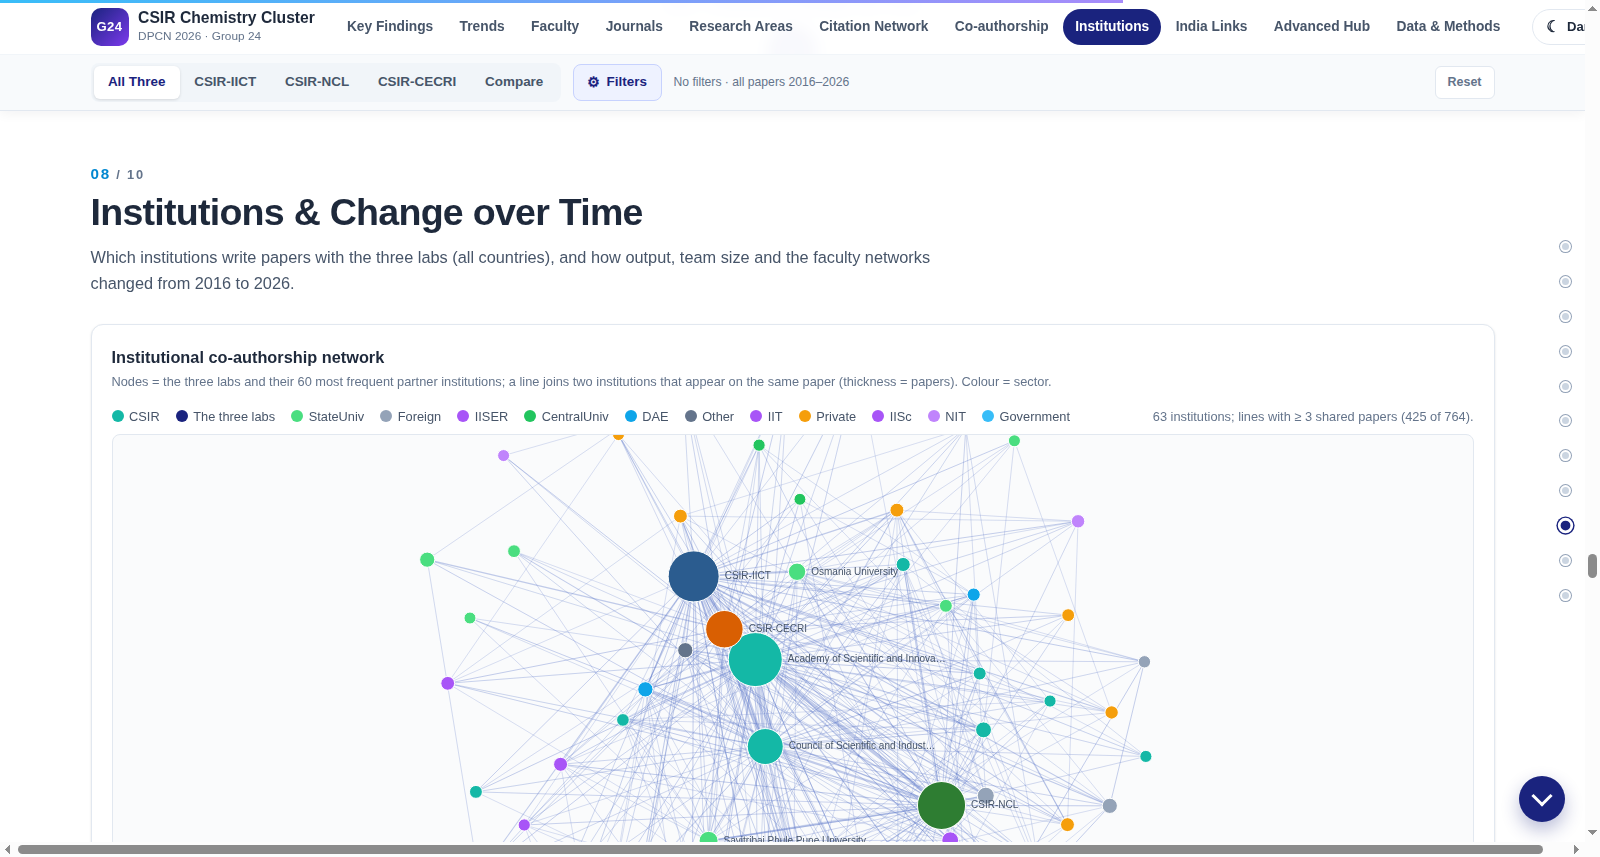 G24
CSIR Chemistry Cluster
DPCN 2026 · Group 24
Key Findings
Trends
Faculty
Journals
Research Areas
Citation Network
Co-authorship
Institutions
India Links
Advanced Hub
Data & Methods
All Three
CSIR-IICT
CSIR-NCL
CSIR-CECRI
Compare
Filters
No filters · all papers 2016–2026
Reset
08 / 10
Institutions & Change over Time
Which institutions write papers with the three labs (all countries), and how output, team size and the faculty networks
changed from 2016 to 2026.
Institutional co-authorship network
Nodes = the three labs and their 60 most frequent partner institutions; a line joins two institutions that appear on the same paper (thickness = papers). Colour = sector.
CSIR
The three labs
StateUniv
Foreign
IISER
CentralUniv
DAE
Other
IIT
Private
IISc
NIT
Government
63 institutions; lines with ≥ 3 shared papers (425 of 764).
CSIR-IICT
Osmania University
CSIR-CECRI
Academy of Scientific and Innova…
Council of Scientific and Indust…
CSIR-NCL
Savitribai Phule Pune University